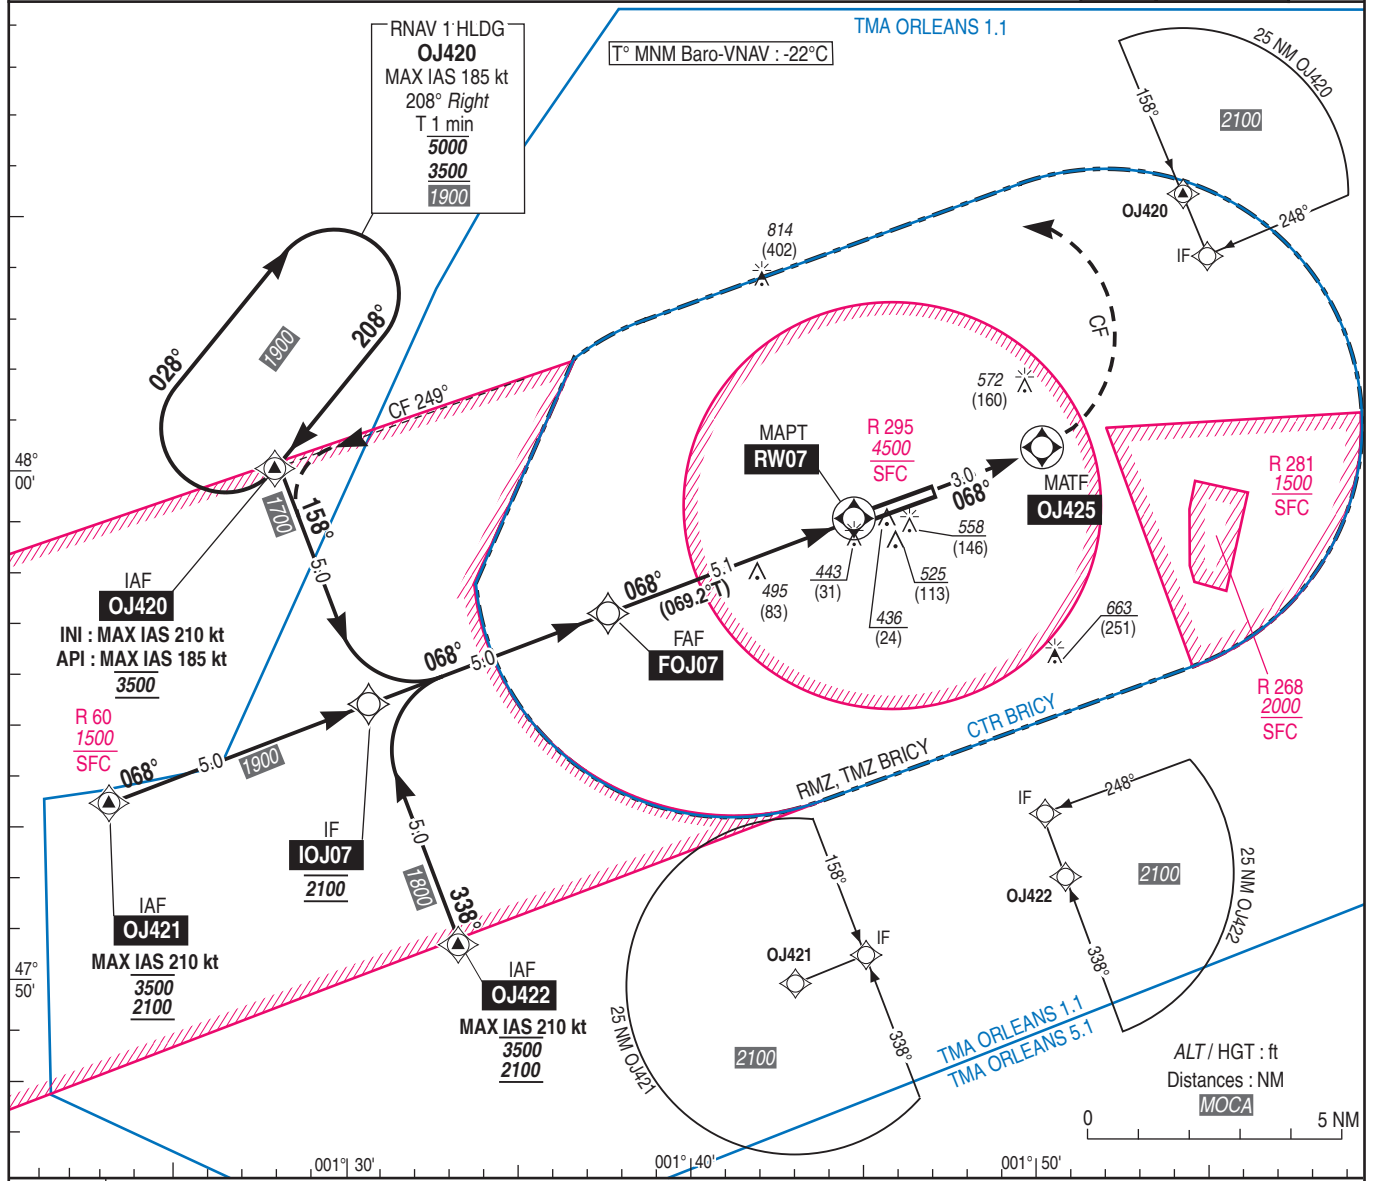 RNAV 1 HLDG
OJ420
MAX IAS 185 kt
208° Right
T 1 min
5000
3500
1900
T° MNM Baro-VNAV : -22°C
TMA ORLEANS 1.1
25 NM OJ420
158°
2100
OJ420
248°
IF
814
(402)
028°
1900
208°
CF 249°
CF
572
(160)
MAPT
RW07
R 295
4500
SFC
3.0
068°
MATF
OJ425
R 281
1500
SFC
48°
00'
1700
158°
5.0
IAF
OJ420
INI : MAX IAS 210 kt
API : MAX IAS 185 kt
3500
068°
5.0
068°
(069.2°T)
5.1
FAF
FOJ07
495
(83)
443
(31)
436
(24)
525
(113)
558
(146)
663
(251)
R 268
2000
SFC
R 60
1500
SFC
068°
5.0
1900
IF
IOJ07
2100
5.0
1800
338°
CTR BRICY
RMZ, TMZ BRICY
IAF
OJ421
MAX IAS 210 kt
3500
2100
IAF
OJ422
MAX IAS 210 kt
3500
2100
158°
OJ421
IF
338°
2100
25 NM OJ421
IF
248°
OJ422
2100
338°
25 NM OJ422
47°
50'
TMA ORLEANS 1.1
TMA ORLEANS 5.1
ALT / HGT : ft
Distances : NM
MOCA
0
5 NM
001° 30'
001° 40'
001° 50'